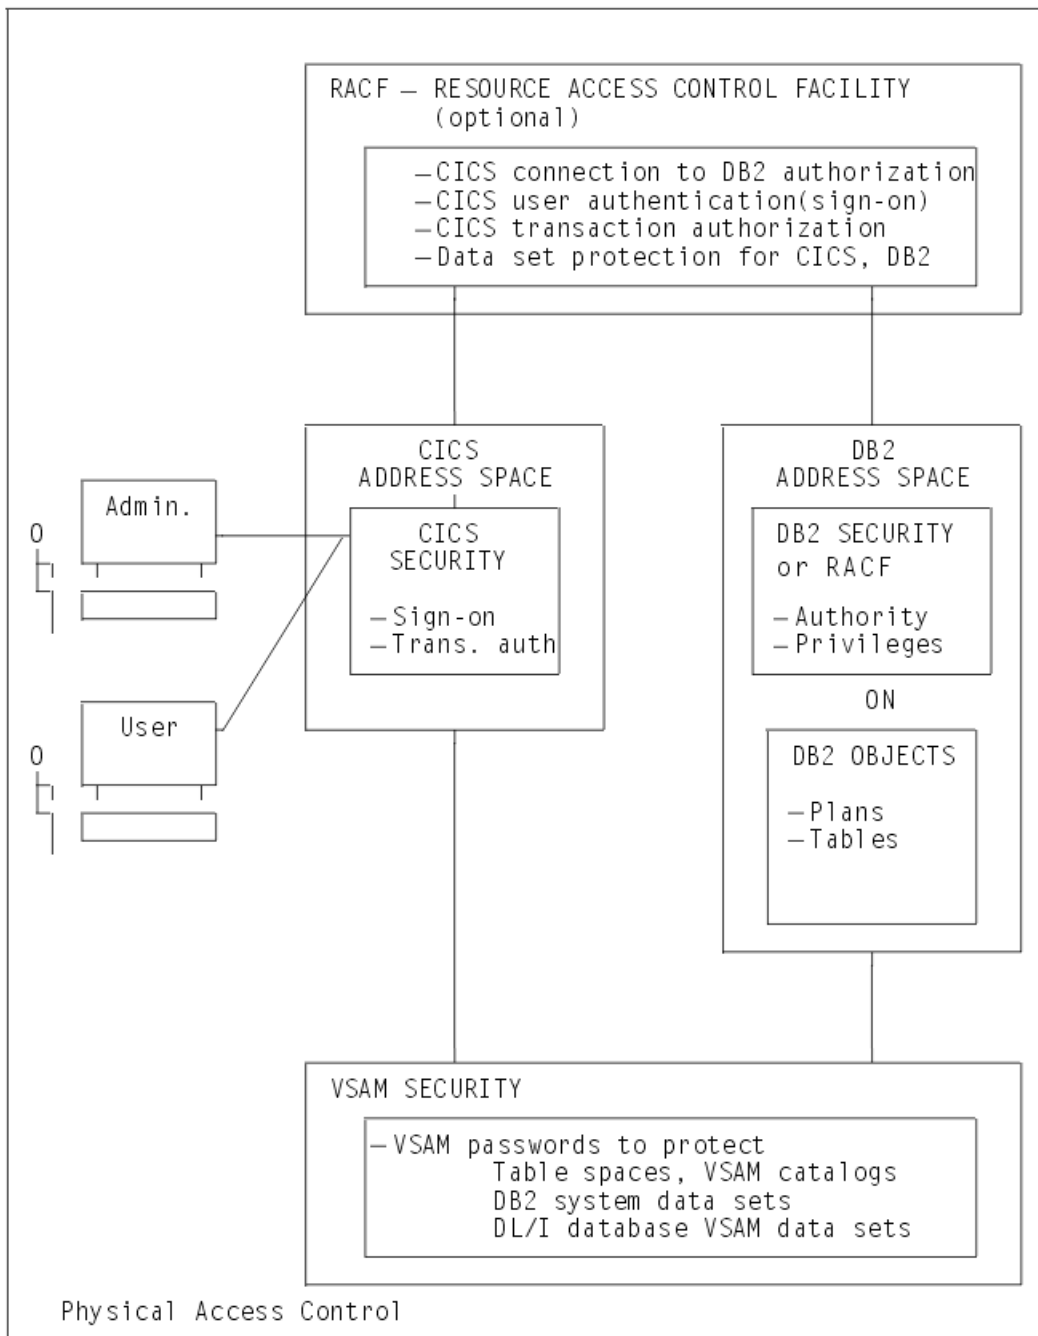 RACF — RESOURCE ACCESS CONTROL FACILITY
(optional)
—CICS connection to DB2 authorization
—CICS user authentication(sign-on)
—CICS transaction authorization
—Data set protection for CICS, DB2
CICS
ADDRESS SPACE
CICS
SECURITY
—Sign-on
—Trans. auth
DB2
ADDRESS SPACE
DB2 SECURITY
or RACF
—Authority
—Privileges
ON
DB2 OBJECTS
—Plans
—Tables
Admin.
User
VSAM SECURITY
—VSAM passwords to protect
Table spaces, VSAM catalogs
DB2 system data sets
DL/I database VSAM data sets
Physical Access Control